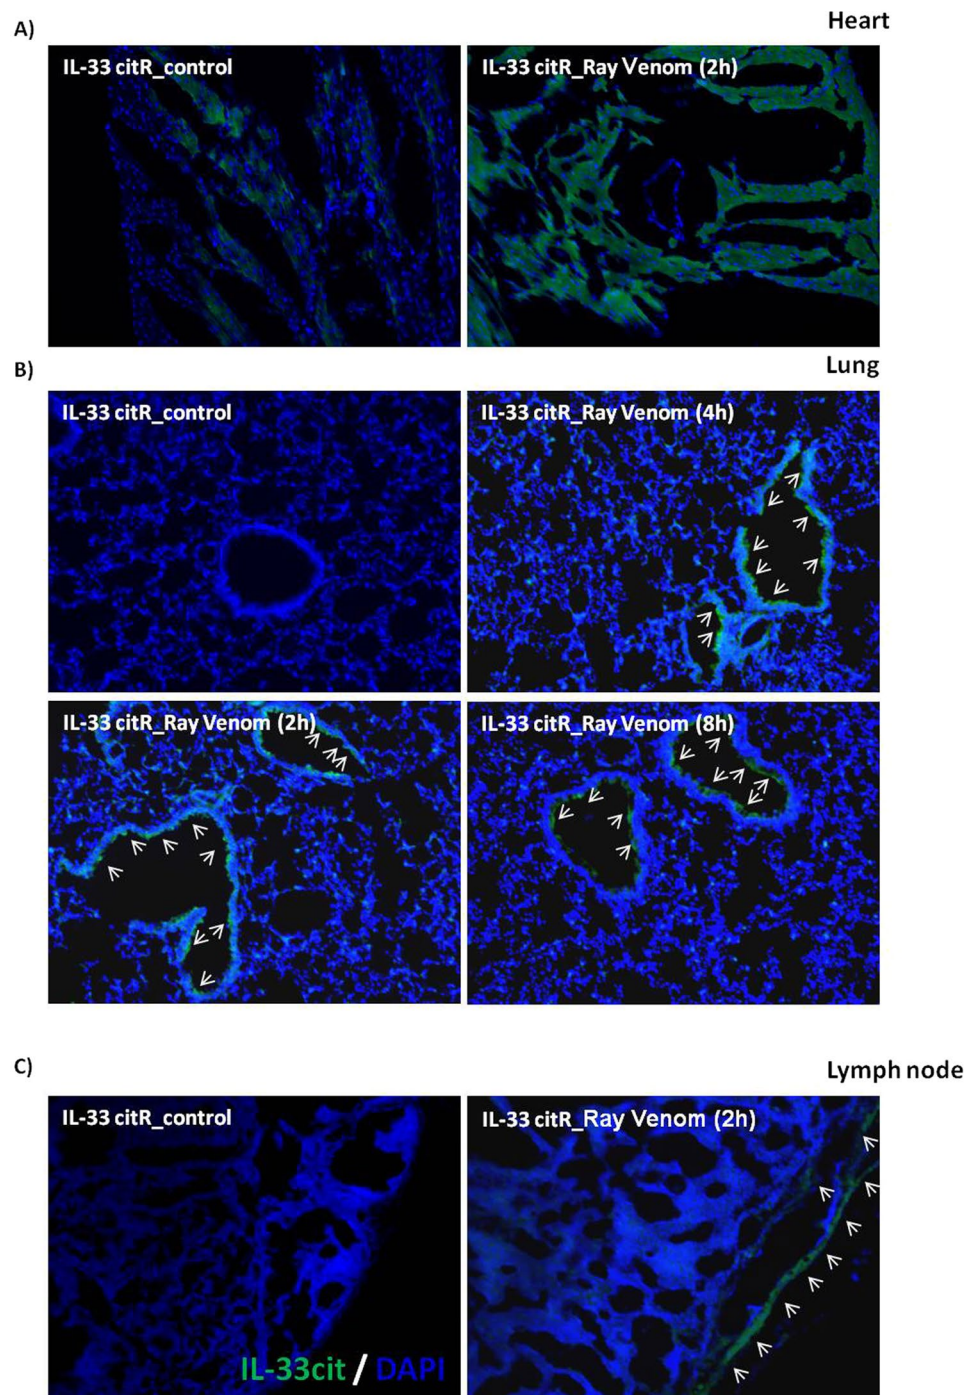 A)
Heart
IL-33 citR_control
IL-33 citR_Ray Venom (2h)
B)
Lung
IL-33 citR_control
IL-33 citR_Ray Venom (4h)
IL-33 citR_Ray Venom (2h)
IL-33 citR_Ray Venom (8h)
C)
Lymph node
IL-33 citR_control
IL-33 citR_Ray Venom (2h)
IL-33cit / DAPI